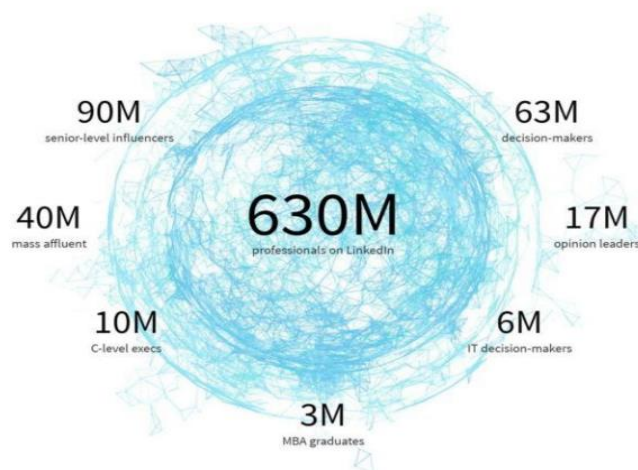 90M
senior-level influencers
63M
decision-makers
40M
mass affluent
630M
professionals on LinkedIn
17M
opinion leaders
10M
C-level execs
6M
IT decision-makers
3M
MBA graduates